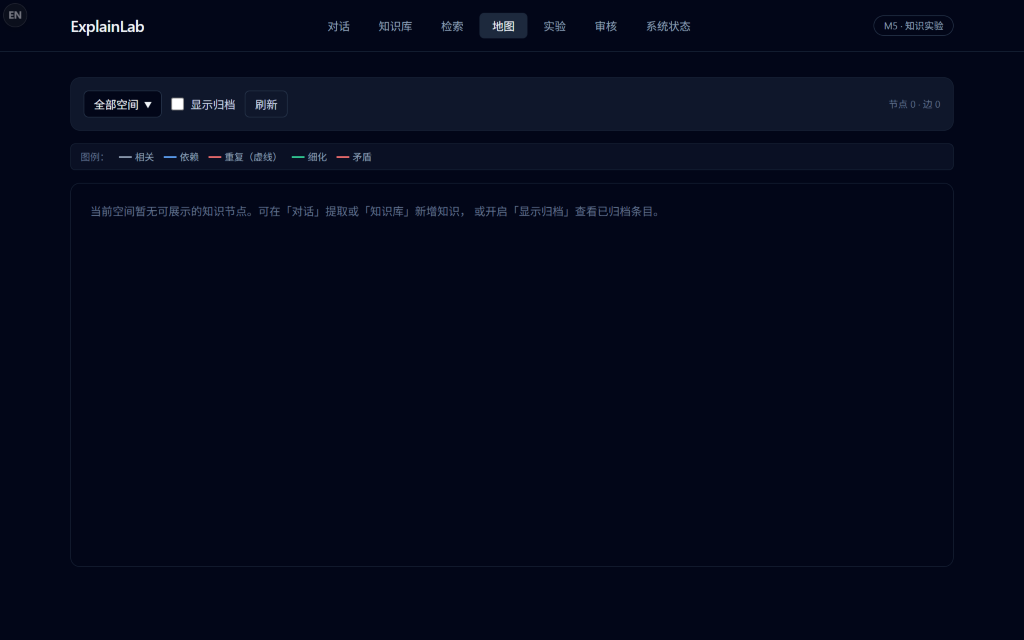 EN
ExplainLab 对话 知识库 检索 地图 实验 审核 系统状态 M5 · 知识实验
全部空间 ▼ 显示归档 刷新 节点 0 · 边 0
图例: 相关 依赖 重复（虚线） 细化 矛盾
当前空间暂无可展示的知识节点。可在「对话」提取或「知识库」新增知识， 或开启「显示归档」查看已归档条目。